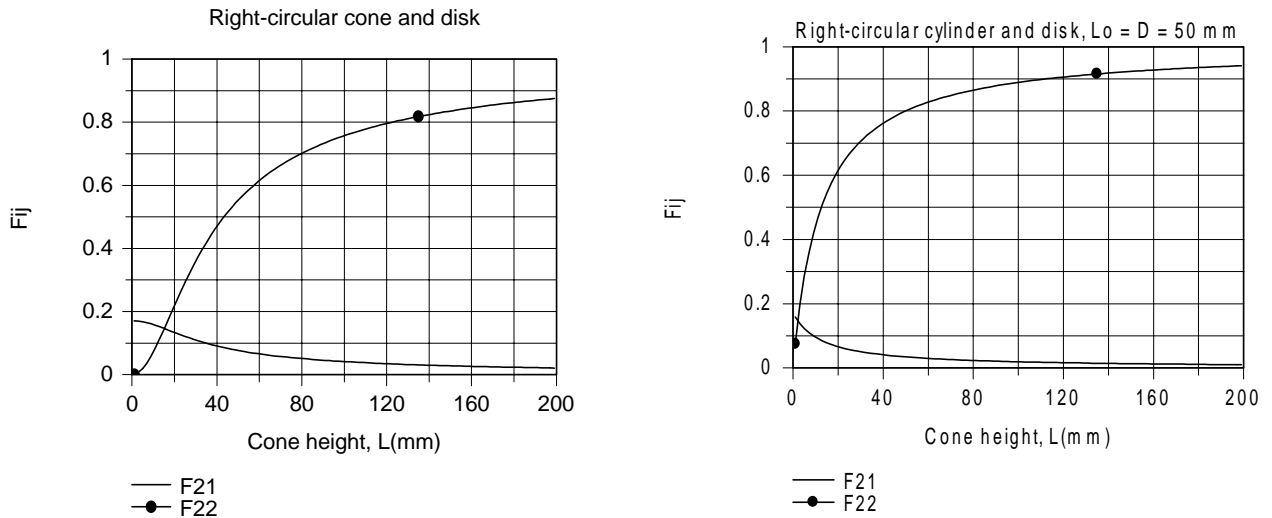 Right-circular cone and disk
1
0.8
0.6
0.4
0.2
0
Fij
0 40 80 120 160 200
Cone height, L(mm)
F21
F22
Right-circular cylinder and disk, Lo = D = 50 mm
1
0.8
0.6
0.4
0.2
0
Fij
0 40 80 120 160 200
Cone height, L(mm)
F21
F22